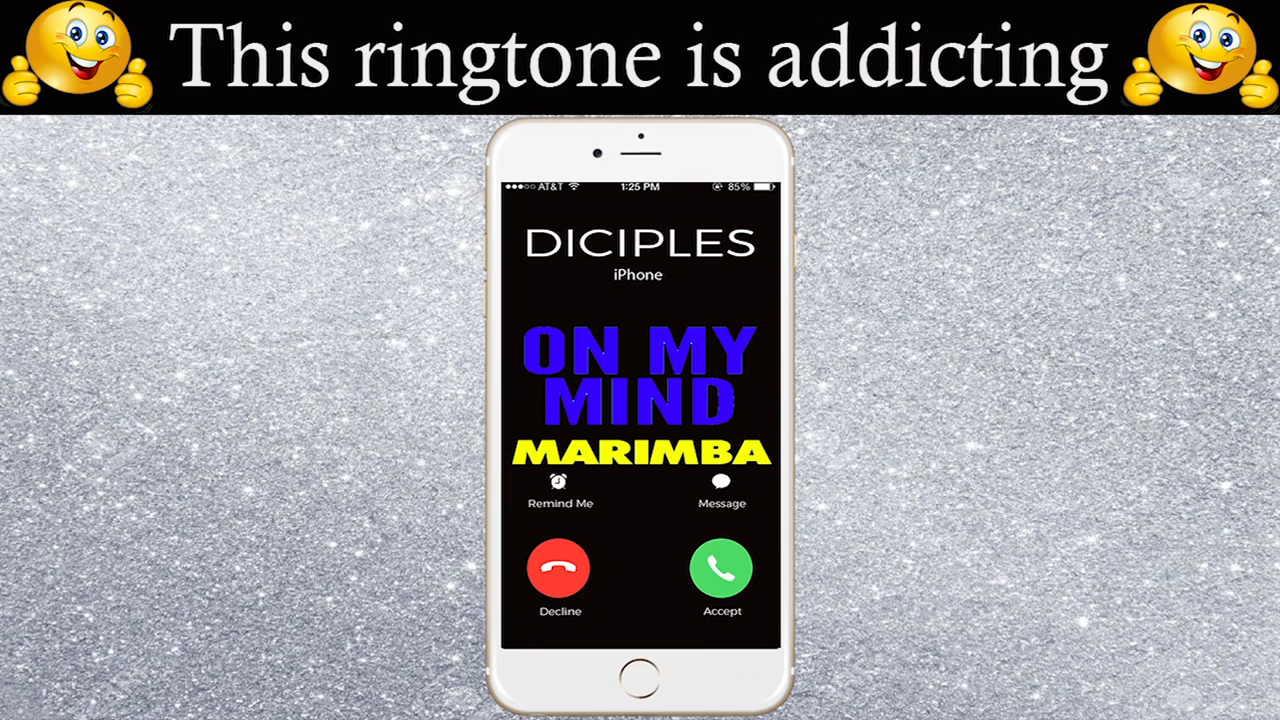 This ringtone is addicting
AT&T 1:25 PM 85%
DICIPLES
iPhone
ON MY
MIND
MARIMBA
Remind Me Message
Decline Accept